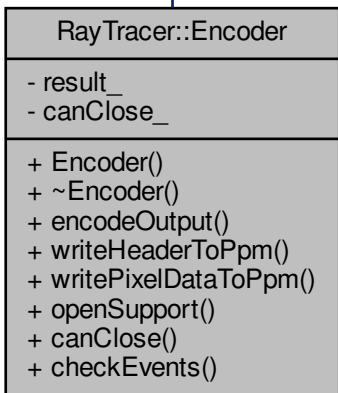 RayTracer::Encoder
- result_
- canClose_
+ Encoder()
+ ~Encoder()
+ encodeOutput()
+ writeHeaderToPpm()
+ writePixelDataToPpm()
+ openSupport()
+ canClose()
+ checkEvents()